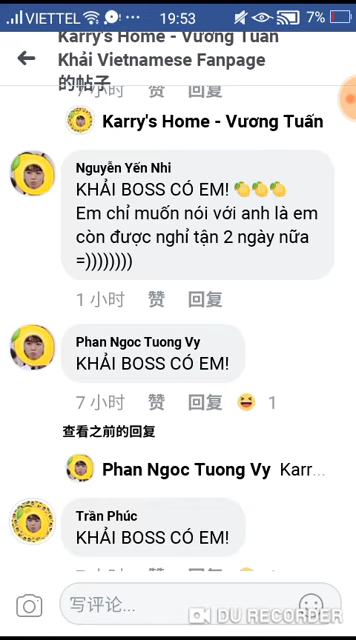 VIETTEL 19:53 7%
Karry's Home - Vương Tuấn
Khải Vietnamese Fanpage
的帖子
7小时 赞 回复
Karry's Home - Vương Tuấn
Nguyễn Yến Nhi
KHẢI BOSS CÓ EM! 🍋🍋🍋
Em chỉ muốn nói với anh là em
còn được nghỉ tận 2 ngày nữa
=))))))))
1 小时 赞 回复
Phan Ngoc Tuong Vy
KHẢI BOSS CÓ EM!
7 小时 赞 回复 😆 1
查看之前的回复
Phan Ngoc Tuong Vy Karr...
Trần Phúc
KHẢI BOSS CÓ EM!
写评论...
DU RECORDER